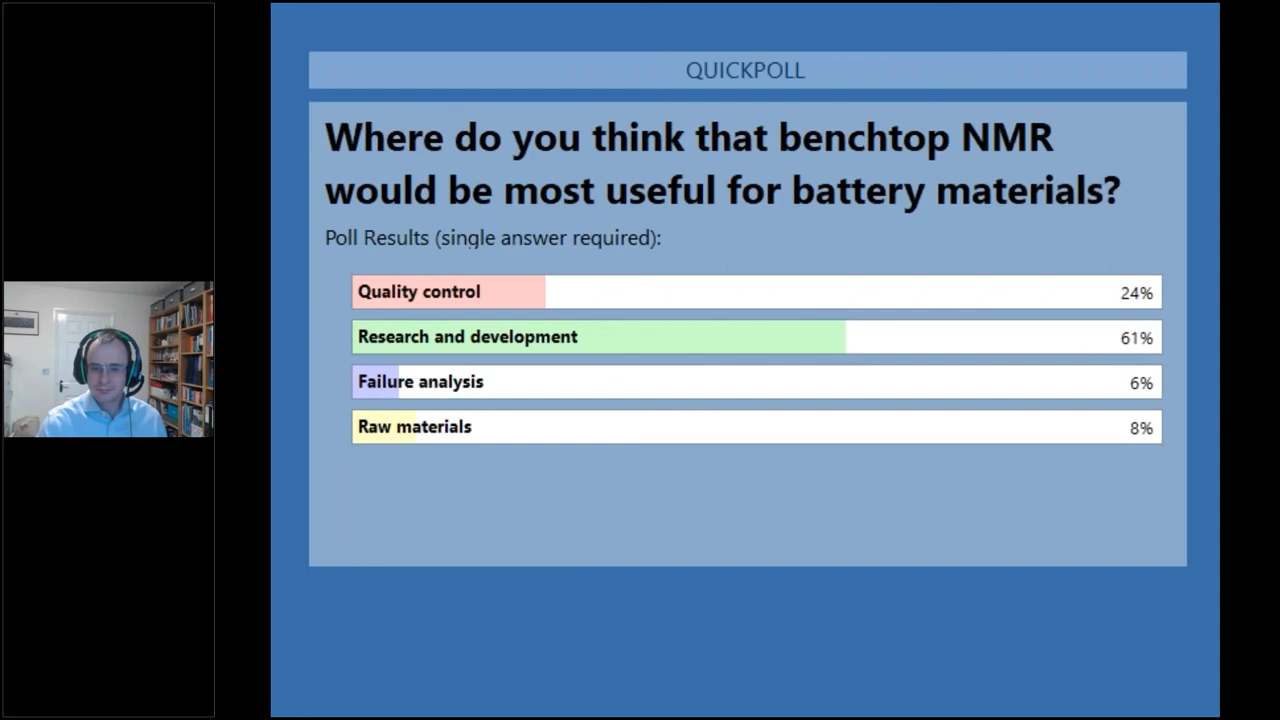 QUICKPOLL
Where do you think that benchtop NMR
would be most useful for battery materials?
Poll Results (single answer required):
Quality control 24%
Research and development 61%
Failure analysis 6%
Raw materials 8%